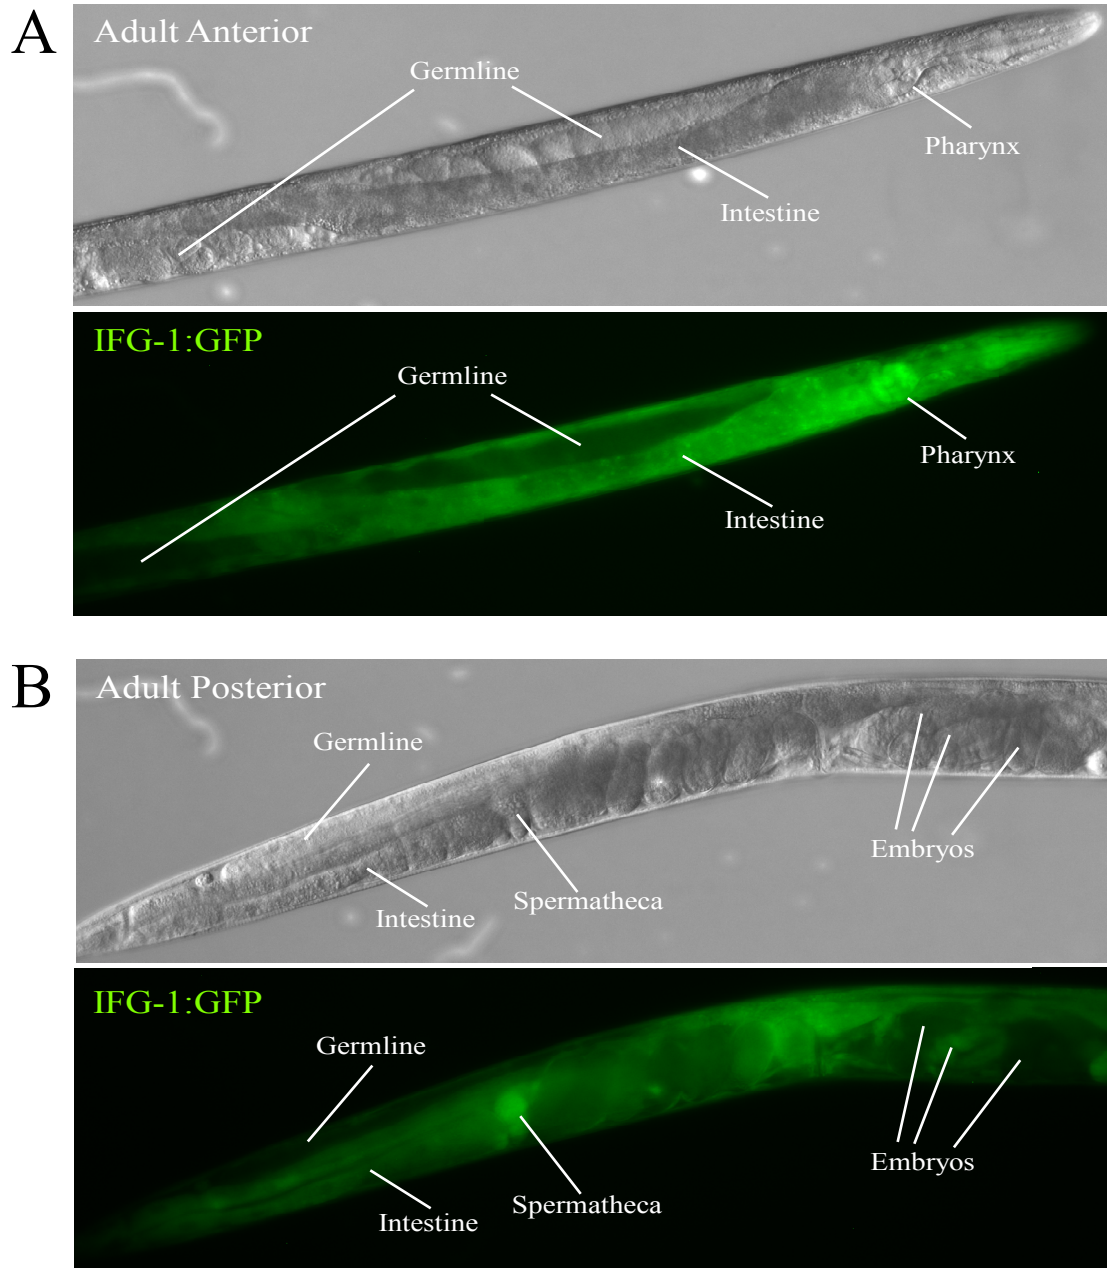 A
Adult Anterior
Germline
Pharynx
Intestine
IFG-1:GFP
Germline
Pharynx
Intestine
B
Adult Posterior
Germline
Embryos
Spermatheca
Intestine
IFG-1:GFP
Germline
Embryos
Spermatheca
Intestine